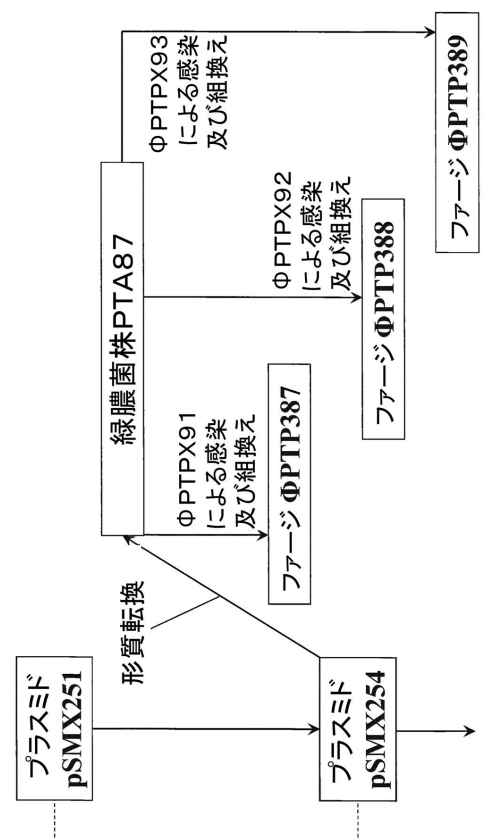 プラスミド
pSMX251
形質転換
プラスミド
pSMX254
緑膿菌株PTA87
ΦPTPX91
による感染
及び組換え
ファージ ΦPTP387
ΦPTPX92
による感染
及び組換え
ファージ ΦPTP388
ΦPTPX93
による感染
及び組換え
ファージ ΦPTP389